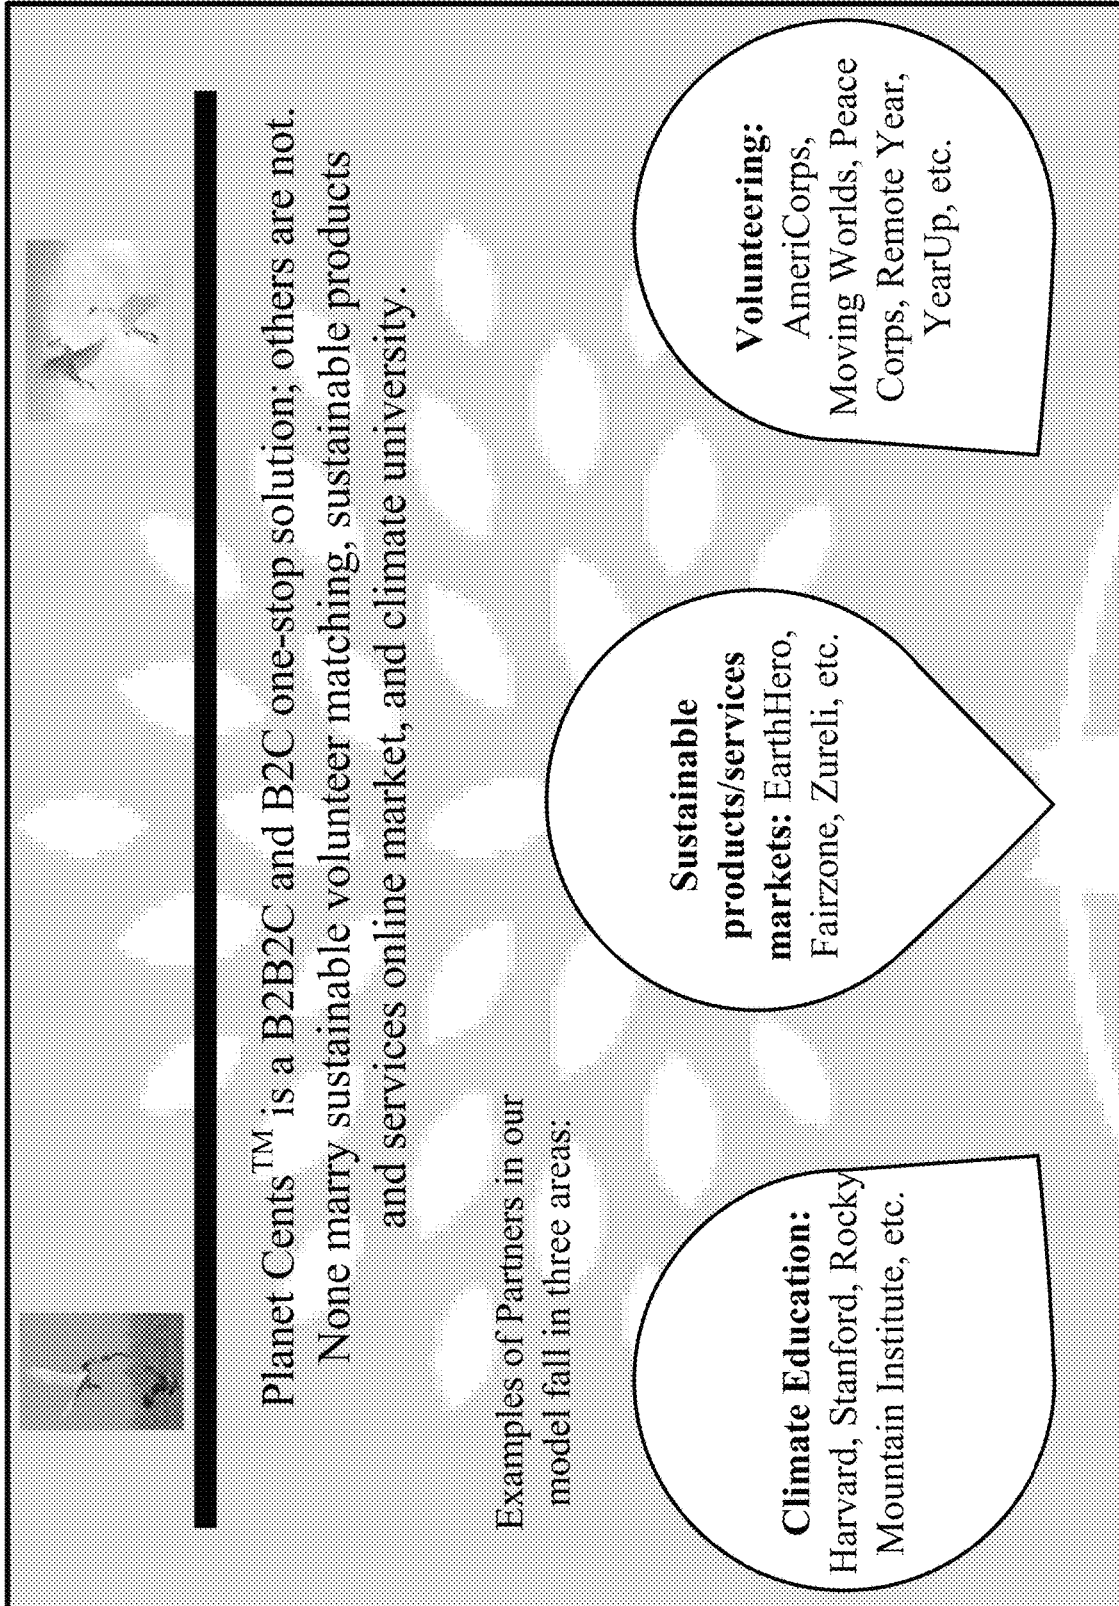 Planet Cents™ is a B2B2C and B2C one-stop solution; others are not.
None marry sustainable volunteer matching, sustainable products
and services online market, and climate university.
Examples of Partners in our
model fall in three areas:
Climate Education:
Harvard, Stanford, Rocky
Mountain Institute, etc.
Sustainable
products/services
markets: EarthHero,
Fairzone, Zureli, etc.
Volunteering:
AmeriCorps,
Moving Worlds, Peace
Corps, Remote Year,
YearUp, etc.